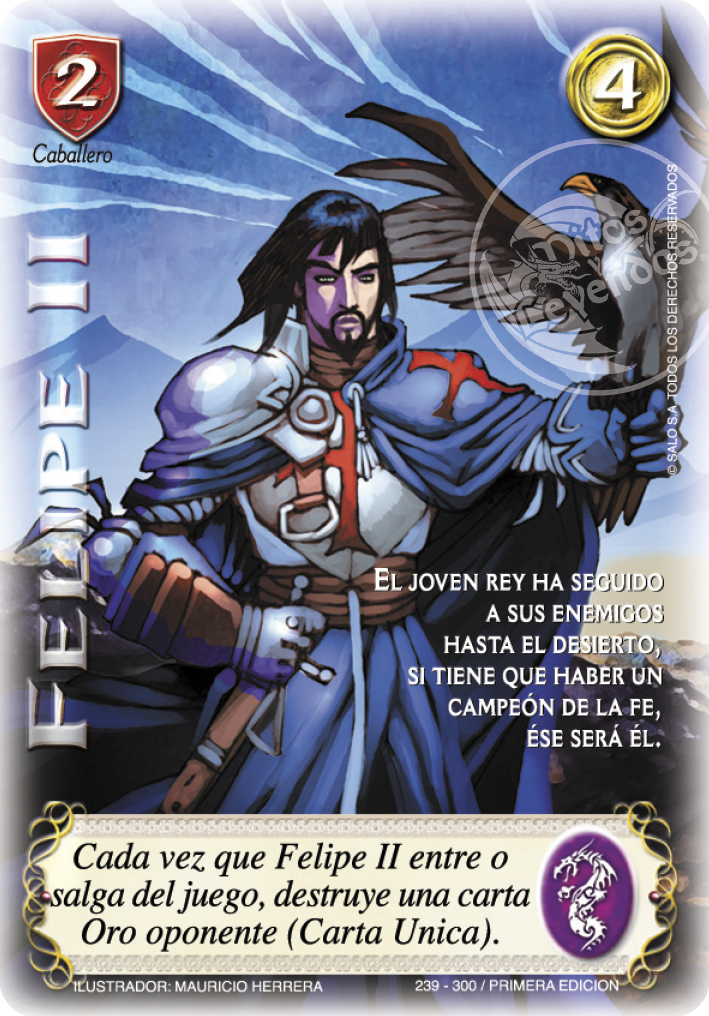 2
4
Caballero
FELIPE II
Mitos
y Leyendas
© SALO S.A TODOS LOS DERECHOS RESERVADOS
EL JOVEN REY HA SEGUIDO
A SUS ENEMIGOS
HASTA EL DESIERTO,
SI TIENE QUE HABER UN
CAMPEÓN DE LA FE,
ÉSE SERÁ ÉL.
Cada vez que Felipe II entre o
salga del juego, destruye una carta
Oro oponente (Carta Unica).
ILUSTRADOR: MAURICIO HERRERA
239 - 300 / PRIMERA EDICION